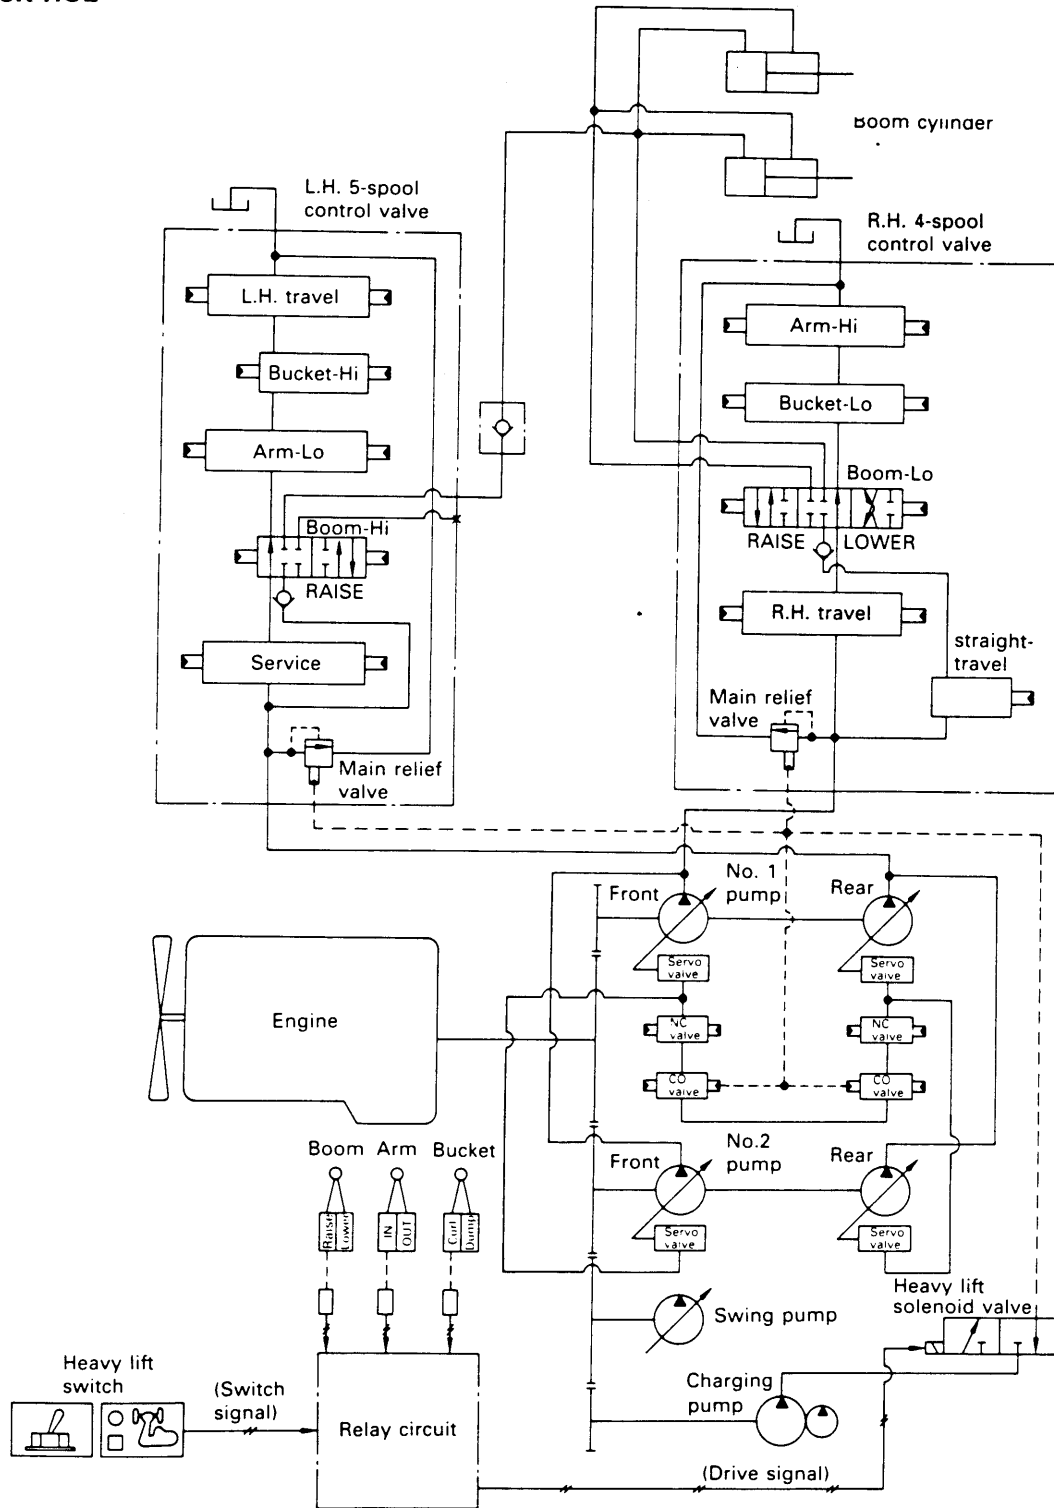 Boom cylinder
L.H. 5-spool
control valve
R.H. 4-spool
control valve
L.H. travel
Arm-Hi
Bucket-Hi
Bucket-Lo
Arm-Lo
Boom-Lo
Boom-Hi
RAISE
LOWER
RAISE
R.H. travel
Service
straight-
travel
Main relief
valve
Main relief
valve
No. 1
pump
Front
Rear
Servo
valve
Servo
valve
Engine
NC
valve
NC
valve
CO
valve
CO
valve
Boom
Arm
Bucket
No.2
pump
Front
Rear
Raise
Lower
IN
OUT
Curl
Dump
Servo
valve
Servo
valve
Heavy lift
solenoid valve
Swing pump
Heavy lift
switch
(Switch
signal)
Relay circuit
Charging
pump
(Drive signal)